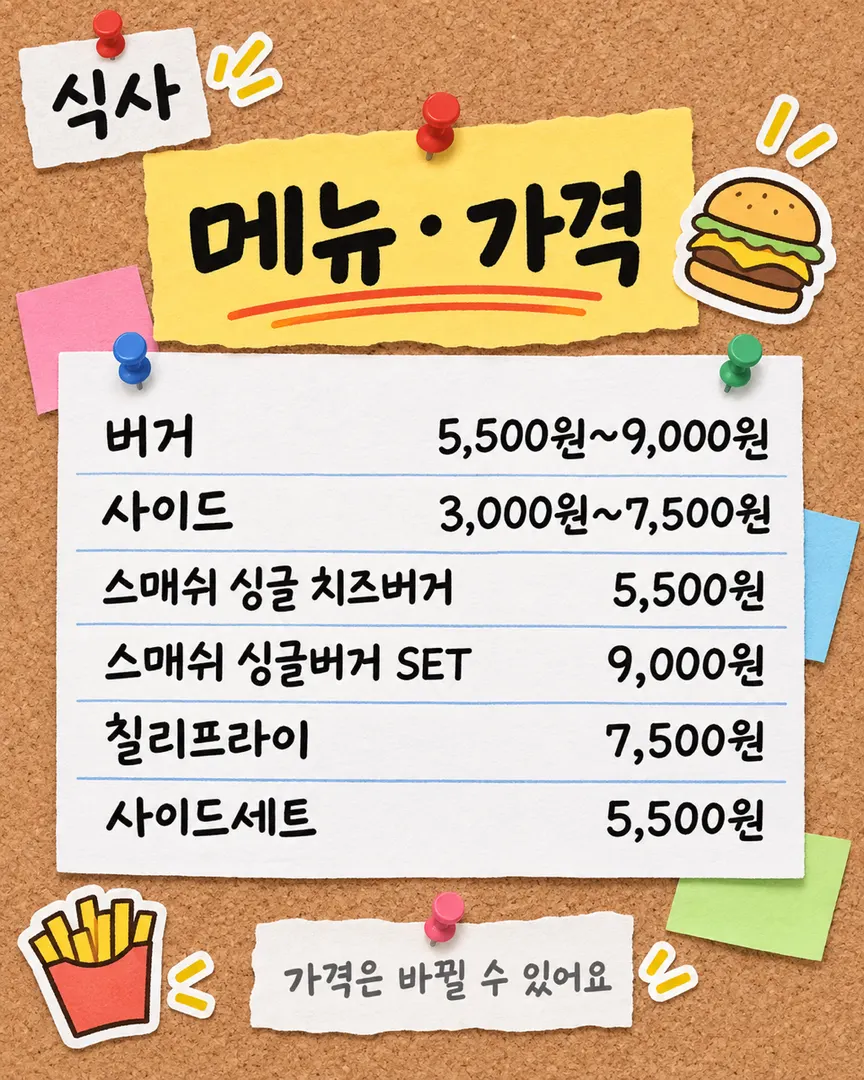 식사
메뉴·가격
버거 5,500원~9,000원
사이드 3,000원~7,500원
스매쉬 싱글 치즈버거 5,500원
스매쉬 싱글버거 SET 9,000원
칠리프라이 7,500원
사이드세트 5,500원
가격은 바뀔 수 있어요